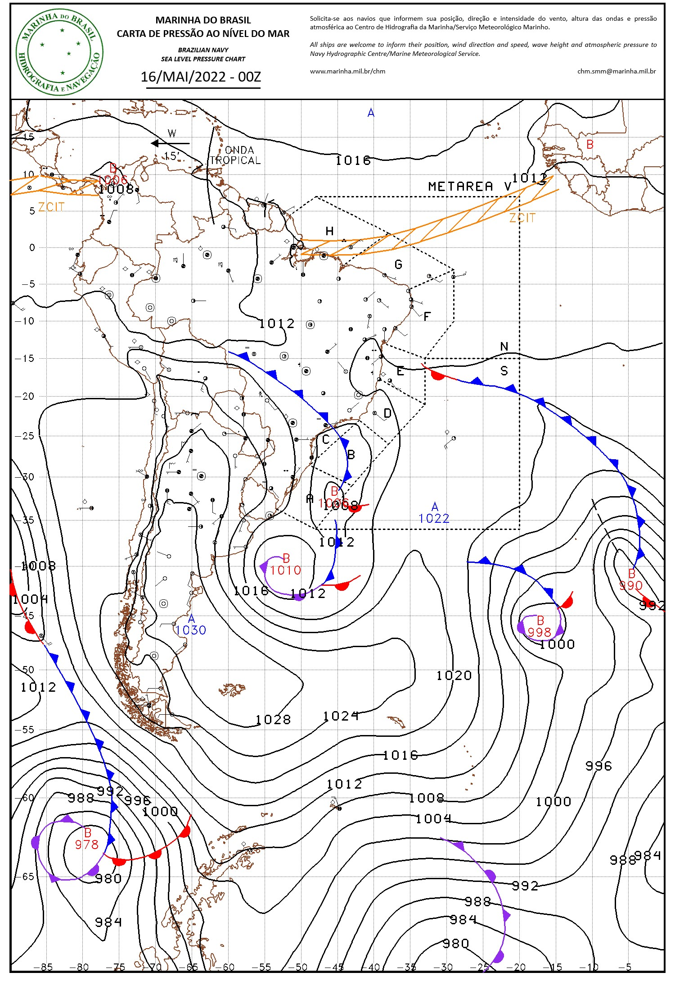 MARINHA DO BRASIL
HIDROGRAFIA E NAVEGAÇÃO
MARINHA DO BRASIL
CARTA DE PRESSÃO AO NÍVEL DO MAR
BRAZILIAN NAVY
SEA LEVEL PRESSURE CHART
16/MAI/2022 - 00Z
Solicita-se aos navios que informem sua posição, direção e intensidade do vento, altura das ondas e pressão
atmosférica ao Centro de Hidrografia da Marinha/Serviço Meteorológico Marinho.
All ships are welcome to inform their position, wind direction and speed, wave height and atmospheric pressure to
Navy Hydrographic Centre/Marine Meteorological Service.
www.marinha.mil.br/chm
chm.smm@marinha.mil.br
A
15
W
15'
ONDA
TROPICAL
1016
B
10
B
1006
1008
1012
METAREA V
ZCIT
5
ZCIT
H
0
G
-5
F
-10
1012
N
-15
E
S
-20
D
-25
C
B
-30
B
1006
A
1008
A
1022
-35
1012
-40
1008
B
1010
B
990
1016
1012
1004
992
-45
A
1030
B
998
1000
-50
1020
1012
1028
1024
-55
1016
996
1012
992
-60
988
996
1008
1000
1000
1004
B
978
988
984
-65
980
992
988
984
984
980
-85 -80 -75 -70 -65 -60 -55 -50 -45 -40 -35 -30 -25 -20 -15 -10 -5